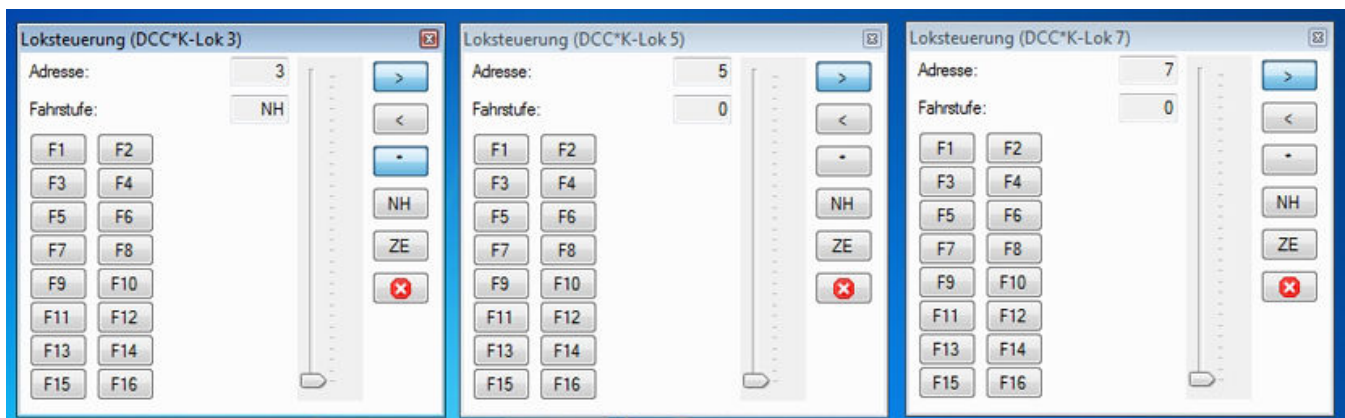 Loksteuerung (DCC*K-Lok 3)
Adresse: 3 >
Fahrstufe: NH <
F1 F2 *
F3 F4
F5 F6 NH
F7 F8 ZE
F9 F10
F11 F12
F13 F14
F15 F16
Loksteuerung (DCC*K-Lok 5)
Adresse: 5 >
Fahrstufe: 0 <
F1 F2 *
F3 F4
F5 F6 NH
F7 F8 ZE
F9 F10
F11 F12
F13 F14
F15 F16
Loksteuerung (DCC*K-Lok 7)
Adresse: 7 >
Fahrstufe: 0 <
F1 F2 *
F3 F4
F5 F6 NH
F7 F8 ZE
F9 F10
F11 F12
F13 F14
F15 F16